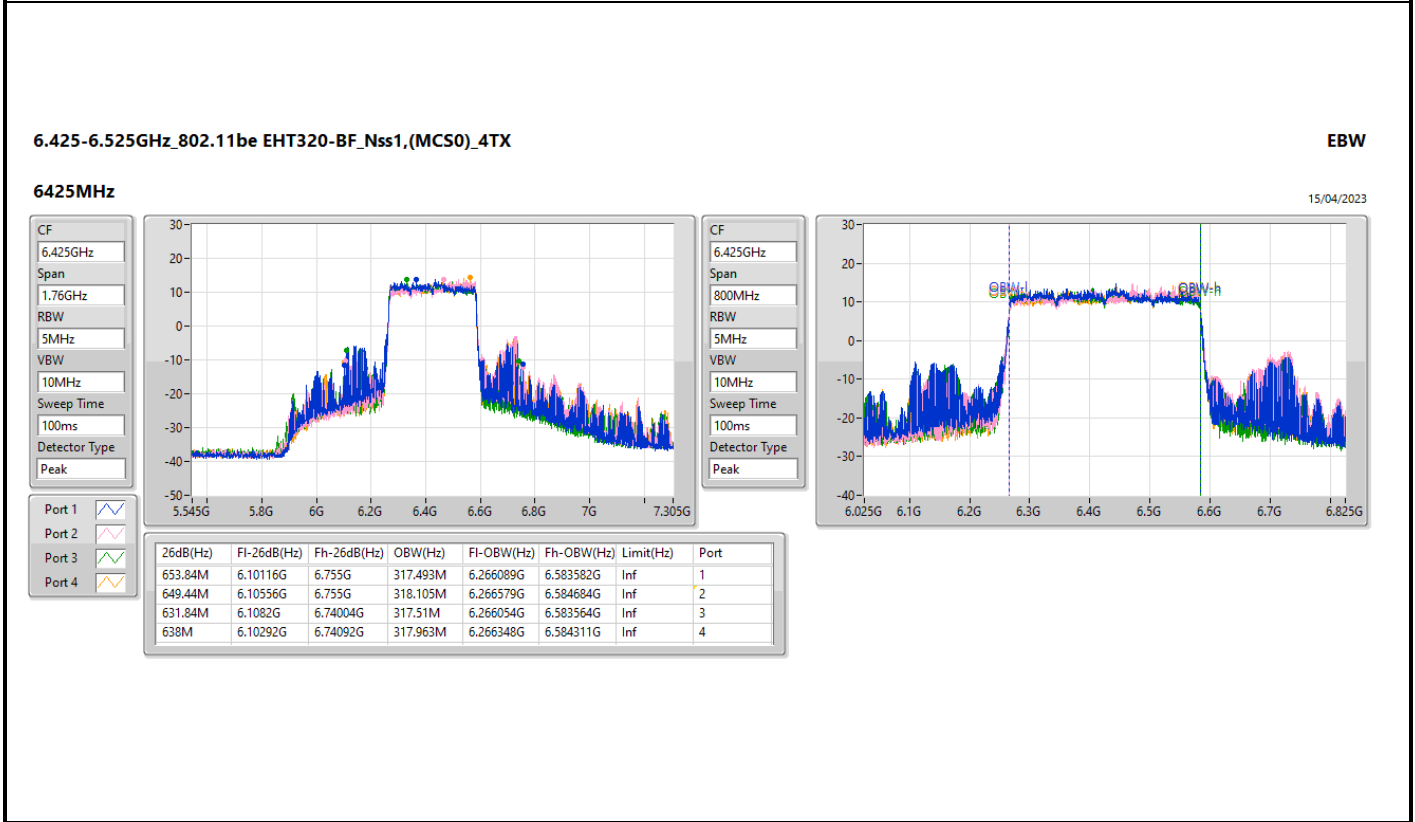 6.425-6.525GHz_802.11be EHT320-BF_Nss1,(MCS0)_4TX
EBW
6425MHz
15/04/2023
CF
6.425GHz
Span
1.76GHz
RBW
5MHz
VBW
10MHz
Sweep Time
100ms
Detector Type
Peak
Port 1
Port 2
Port 3
Port 4
30
20
10
0
-10
-20
-30
-40
-50
5.545G 5.8G 6G 6.2G 6.4G 6.6G 6.8G 7G 7.305G
CF
6.425GHz
Span
800MHz
RBW
5MHz
VBW
10MHz
Sweep Time
100ms
Detector Type
Peak
30
20
10
0
-10
-20
-30
-40
OBW-l OBW-h
6.025G 6.1G 6.2G 6.3G 6.4G 6.5G 6.6G 6.7G 6.825G
26dB(Hz) Fl-26dB(Hz) Fh-26dB(Hz) OBW(Hz) Fl-OBW(Hz) Fh-OBW(Hz) Limit(Hz) Port
653.84M 6.10116G 6.755G 317.493M 6.266089G 6.583582G Inf 1
649.44M 6.10556G 6.755G 318.105M 6.266579G 6.584684G Inf 2
631.84M 6.1082G 6.74004G 317.51M 6.266054G 6.583564G Inf 3
638M 6.10292G 6.74092G 317.963M 6.266348G 6.584311G Inf 4